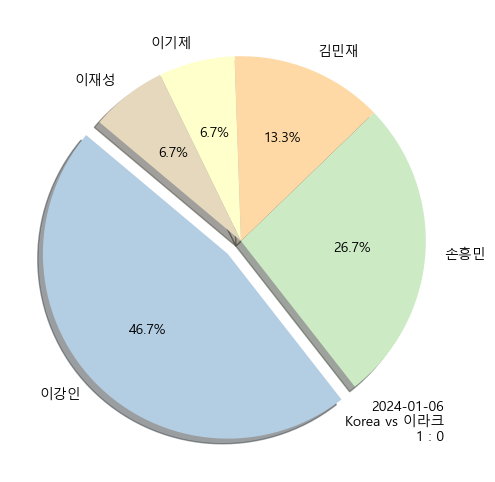 이기제
김민재
이재성
6.7%
13.3%
6.7%
손흥민
26.7%
46.7%
이강인
2024-01-06
Korea vs 이라크
1 : 0